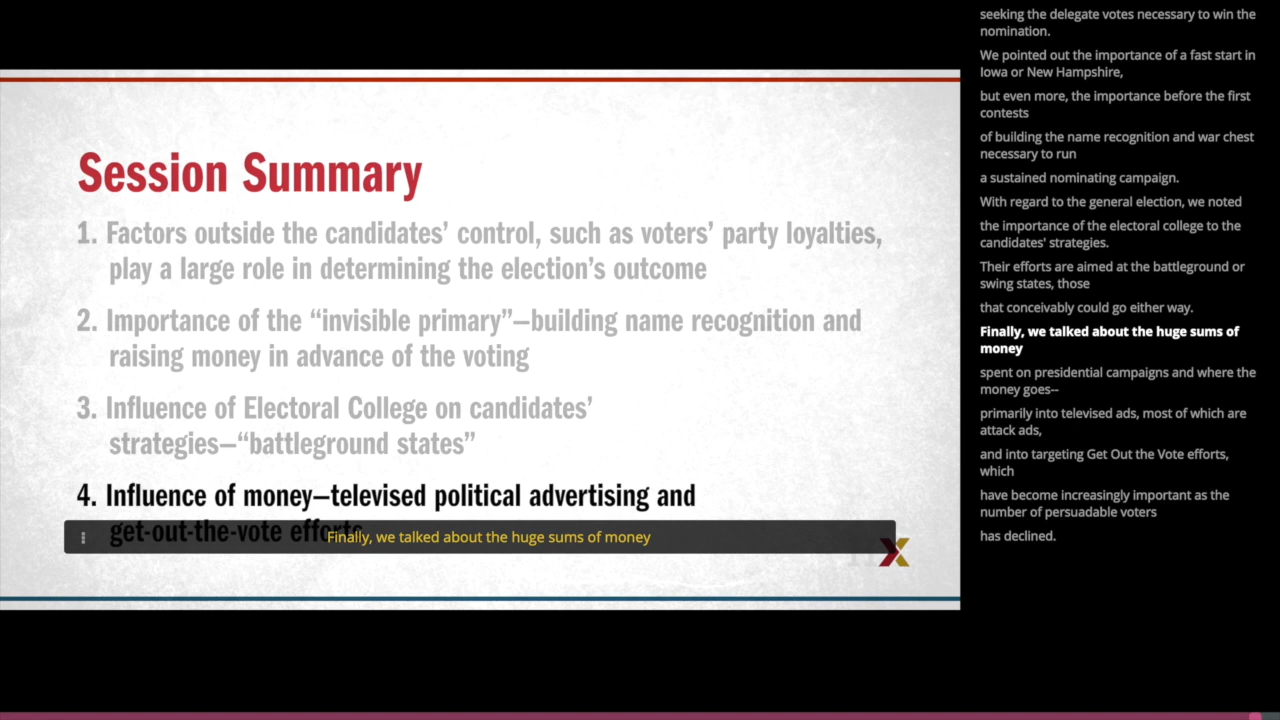 Session Summary
1. Factors outside the candidates' control, such as voters' party loyalties,
play a large role in determining the election's outcome
2. Importance of the “invisible primary”—building name recognition and
raising money in advance of the voting
3. Influence of Electoral College on candidates'
strategies—“battleground states”
4. Influence of money—televised political advertising and
get-out-the-vote efforts
Finally, we talked about the huge sums of money
X
seeking the delegate votes necessary to win the
nomination.
We pointed out the importance of a fast start in
Iowa or New Hampshire,
but even more, the importance before the first
contests
of building the name recognition and war chest
necessary to run
a sustained nominating campaign.
With regard to the general election, we noted
the importance of the electoral college to the
candidates' strategies.
Their efforts are aimed at the battleground or
swing states, those
that conceivably could go either way.
Finally, we talked about the huge sums of
money
spent on presidential campaigns and where the
money goes--
primarily into televised ads, most of which are
attack ads,
and into targeting Get Out the Vote efforts,
which
have become increasingly important as the
number of persuadable voters
has declined.